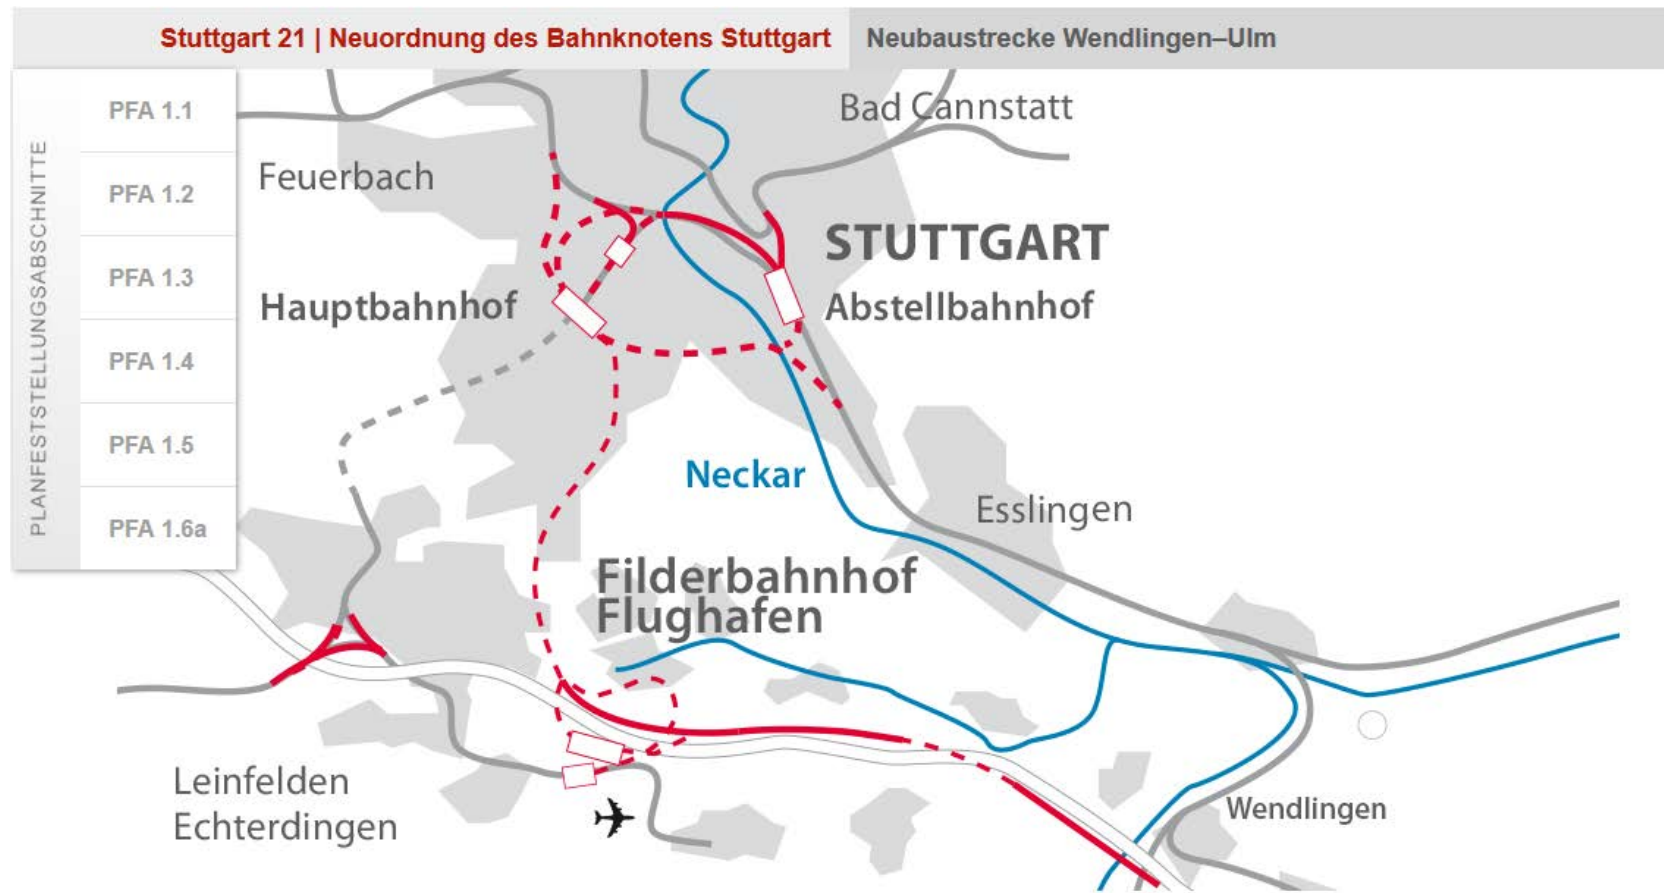 Stuttgart 21 | Neuordnung des Bahnknotens Stuttgart
Neubaustrecke Wendlingen–Ulm
PLANFESTSTELLUNGSABSCHNITTE
PFA 1.1
PFA 1.2
PFA 1.3
PFA 1.4
PFA 1.5
PFA 1.6a
Bad Cannstatt
Feuerbach
STUTTGART
Hauptbahnhof
Abstellbahnhof
Neckar
Esslingen
Filderbahnhof
Flughafen
Leinfelden
Echterdingen
Wendlingen